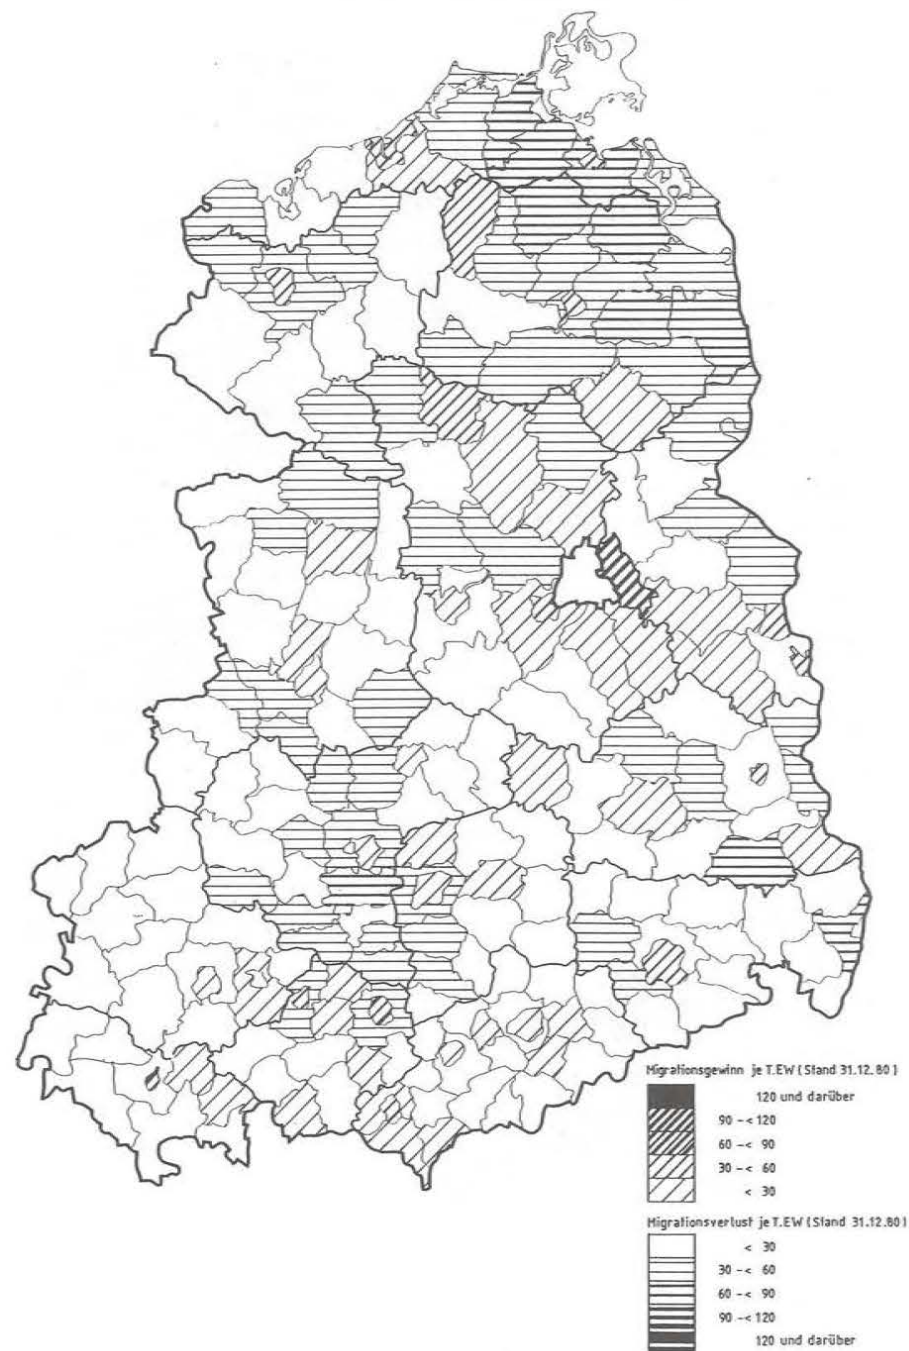 Migrationsgewinn je T.EW (Stand 31.12.80)
120 und darüber
90 -< 120
60 -< 90
30 -< 60
< 30
Migrationsverlust je T.EW (Stand 31.12.80)
< 30
30 -< 60
60 -< 90
90 -< 120
120 und darüber